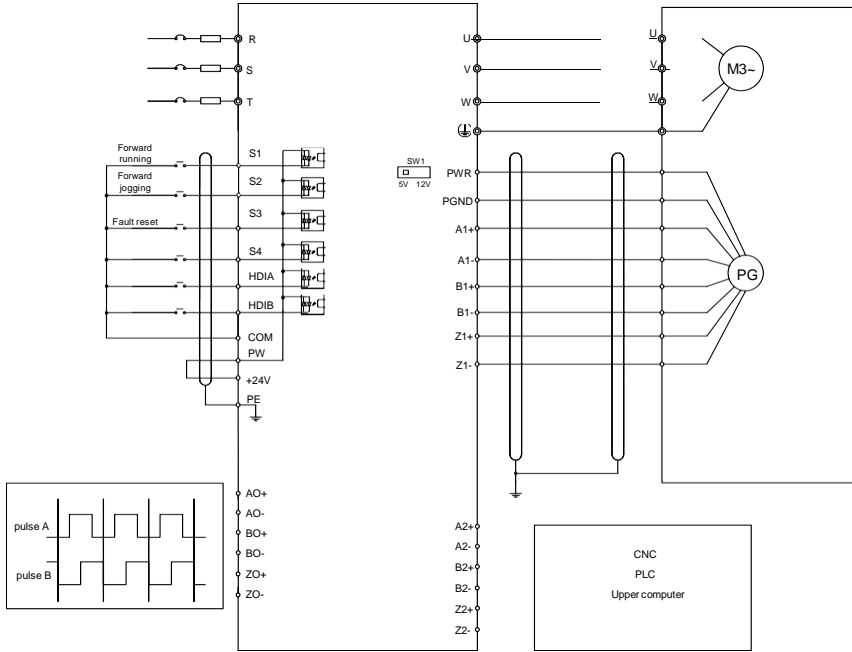 R
S
T
U
V
W
U
V
W
M3~
Forward
running
Forward
jogging
Fault reset
S1
S2
S3
S4
HDIA
HDIB
COM
PW
+24V
PE
SW1
5V 12V
PWR
PGND
A1+
A1-
B1+
B1-
Z1+
Z1-
PG
pulse A
pulse B
AO+
AO-
BO+
BO-
ZO+
ZO-
A2+
A2-
B2+
B2-
Z2+
Z2-
CNC
PLC
Upper computer